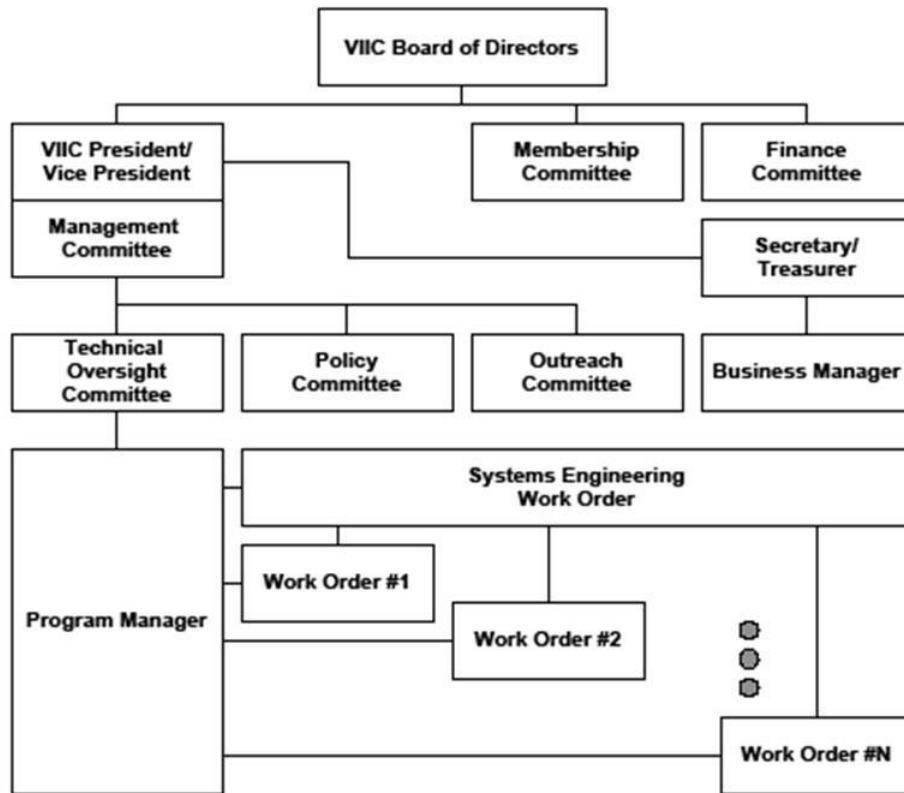 VIIC Board of Directors
VIIC President/
Vice President
Membership
Committee
Finance
Committee
Management
Committee
Secretary/
Treasurer
Technical
Oversight
Committee
Policy
Committee
Outreach
Committee
Business Manager
Systems Engineering
Work Order
Work Order #1
Program Manager
Work Order #2
Work Order #N